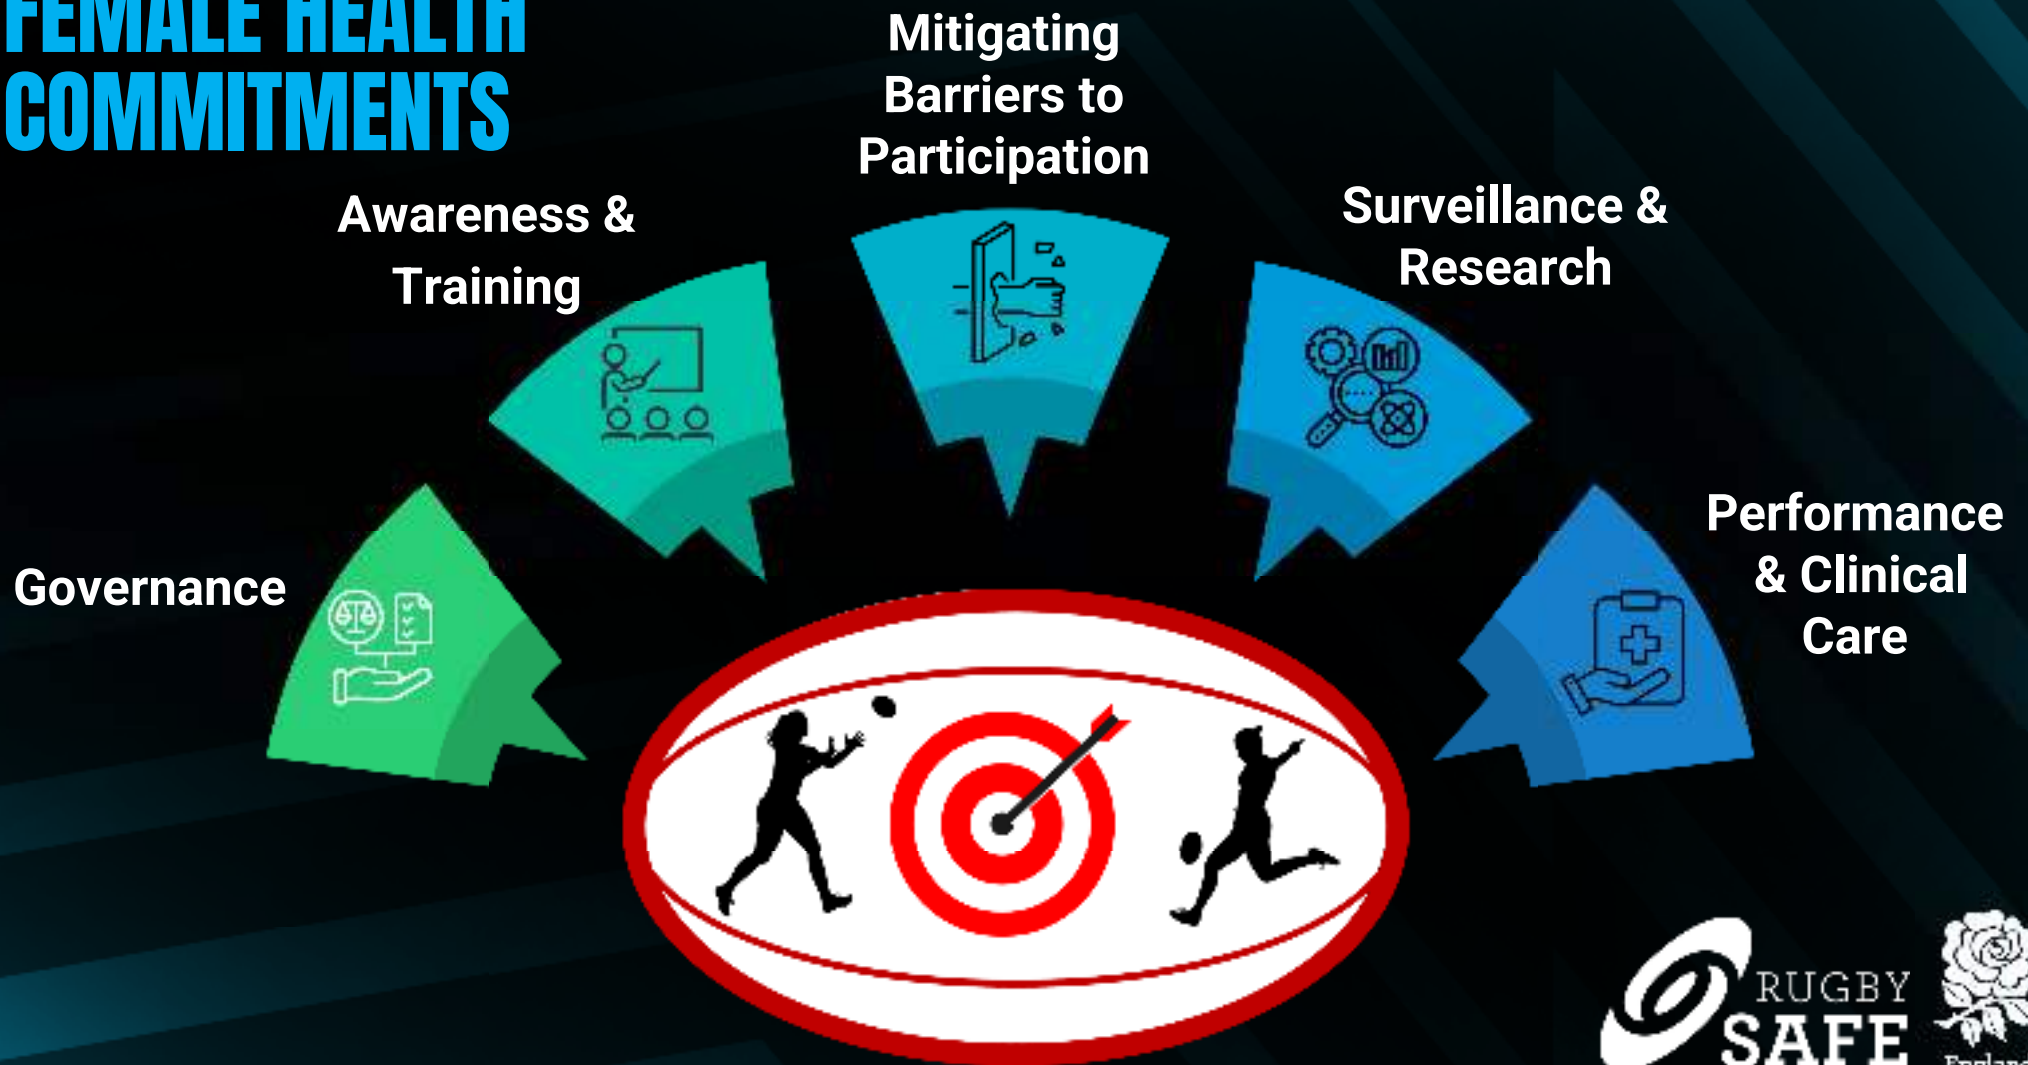 FEMALE HEALTH
COMMITMENTS
Mitigating
Barriers to
Participation
Awareness &
Training
Surveillance &
Research
Governance
Performance
& Clinical
Care
RUGBY
SAFE